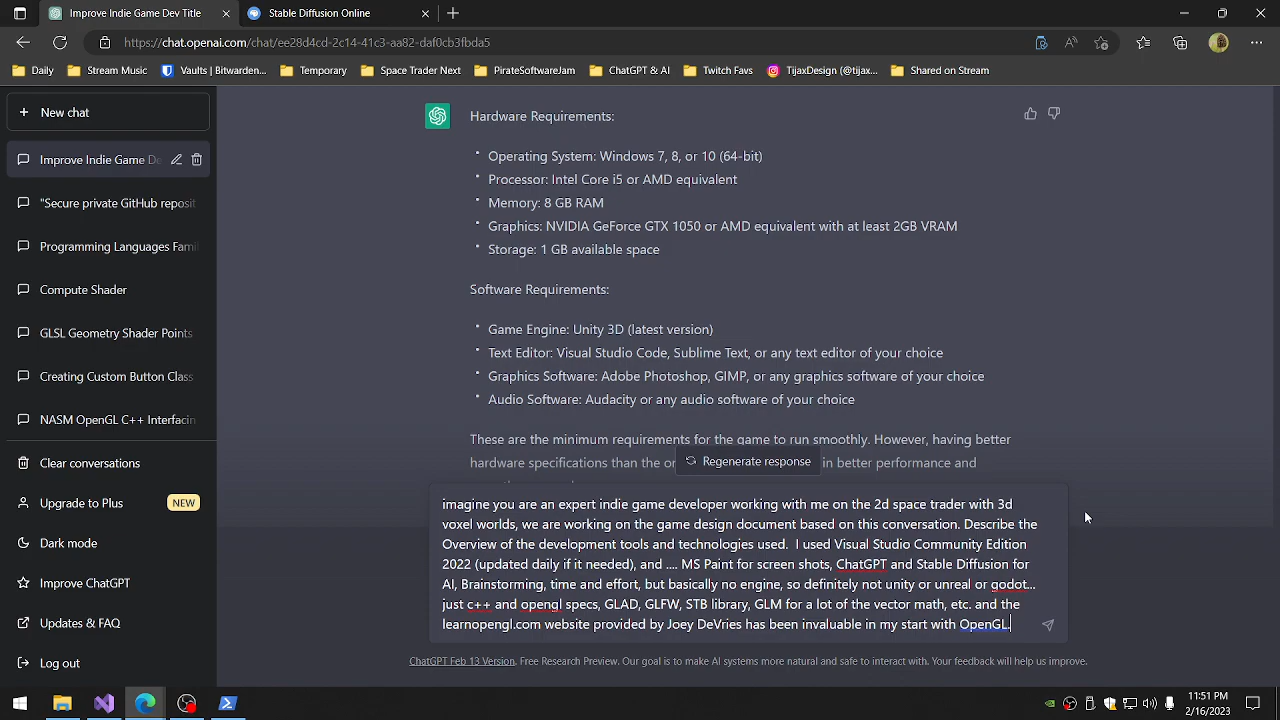 Improve Indie Game Dev Title
Stable Diffusion Online
https://chat.openai.com/chat/ee28d4cd-2c14-41c3-aa82-daf0cb3fbda5
Daily
Stream Music
Vaults | Bitwarden...
Temporary
Space Trader Next
PirateSoftwareJam
ChatGPT & AI
Twitch Favs
TijaxDesign (@tijax...
Shared on Stream
New chat
Improve Indie Game De
"Secure private GitHub reposit
Programming Languages Famil
Compute Shader
GLSL Geometry Shader Points
Creating Custom Button Class
NASM OpenGL C++ Interfacin
Clear conversations
Upgrade to Plus
NEW
Dark mode
Improve ChatGPT
Updates & FAQ
Log out
Hardware Requirements:
Operating System: Windows 7, 8, or 10 (64-bit)
Processor: Intel Core i5 or AMD equivalent
Memory: 8 GB RAM
Graphics: NVIDIA GeForce GTX 1050 or AMD equivalent with at least 2GB VRAM
Storage: 1 GB available space
Software Requirements:
Game Engine: Unity 3D (latest version)
Text Editor: Visual Studio Code, Sublime Text, or any text editor of your choice
Graphics Software: Adobe Photoshop, GIMP, or any graphics software of your choice
Audio Software: Audacity or any audio software of your choice
These are the minimum requirements for the game to run smoothly. However, having better
hardware specifications than the in better performance and
Regenerate response
imagine you are an expert indie game developer working with me on the 2d space trader with 3d
voxel worlds, we are working on the game design document based on this conversation. Describe the
Overview of the development tools and technologies used.  I used Visual Studio Community Edition
2022 (updated daily if it needed), and .... MS Paint for screen shots, ChatGPT and Stable Diffusion for
AI, Brainstorming, time and effort, but basically no engine, so definitely not unity or unreal or godot...
just c++ and opengl specs, GLAD, GLFW, STB library, GLM for a lot of the vector math, etc. and the
learnopengl.com website provided by Joey DeVries has been invaluable in my start with OpenGL.
ChatGPT Feb 13 Version. Free Research Preview. Our goal is to make AI systems more natural and safe to interact with. Your feedback will help us improve.
11:51 PM
2/16/2023